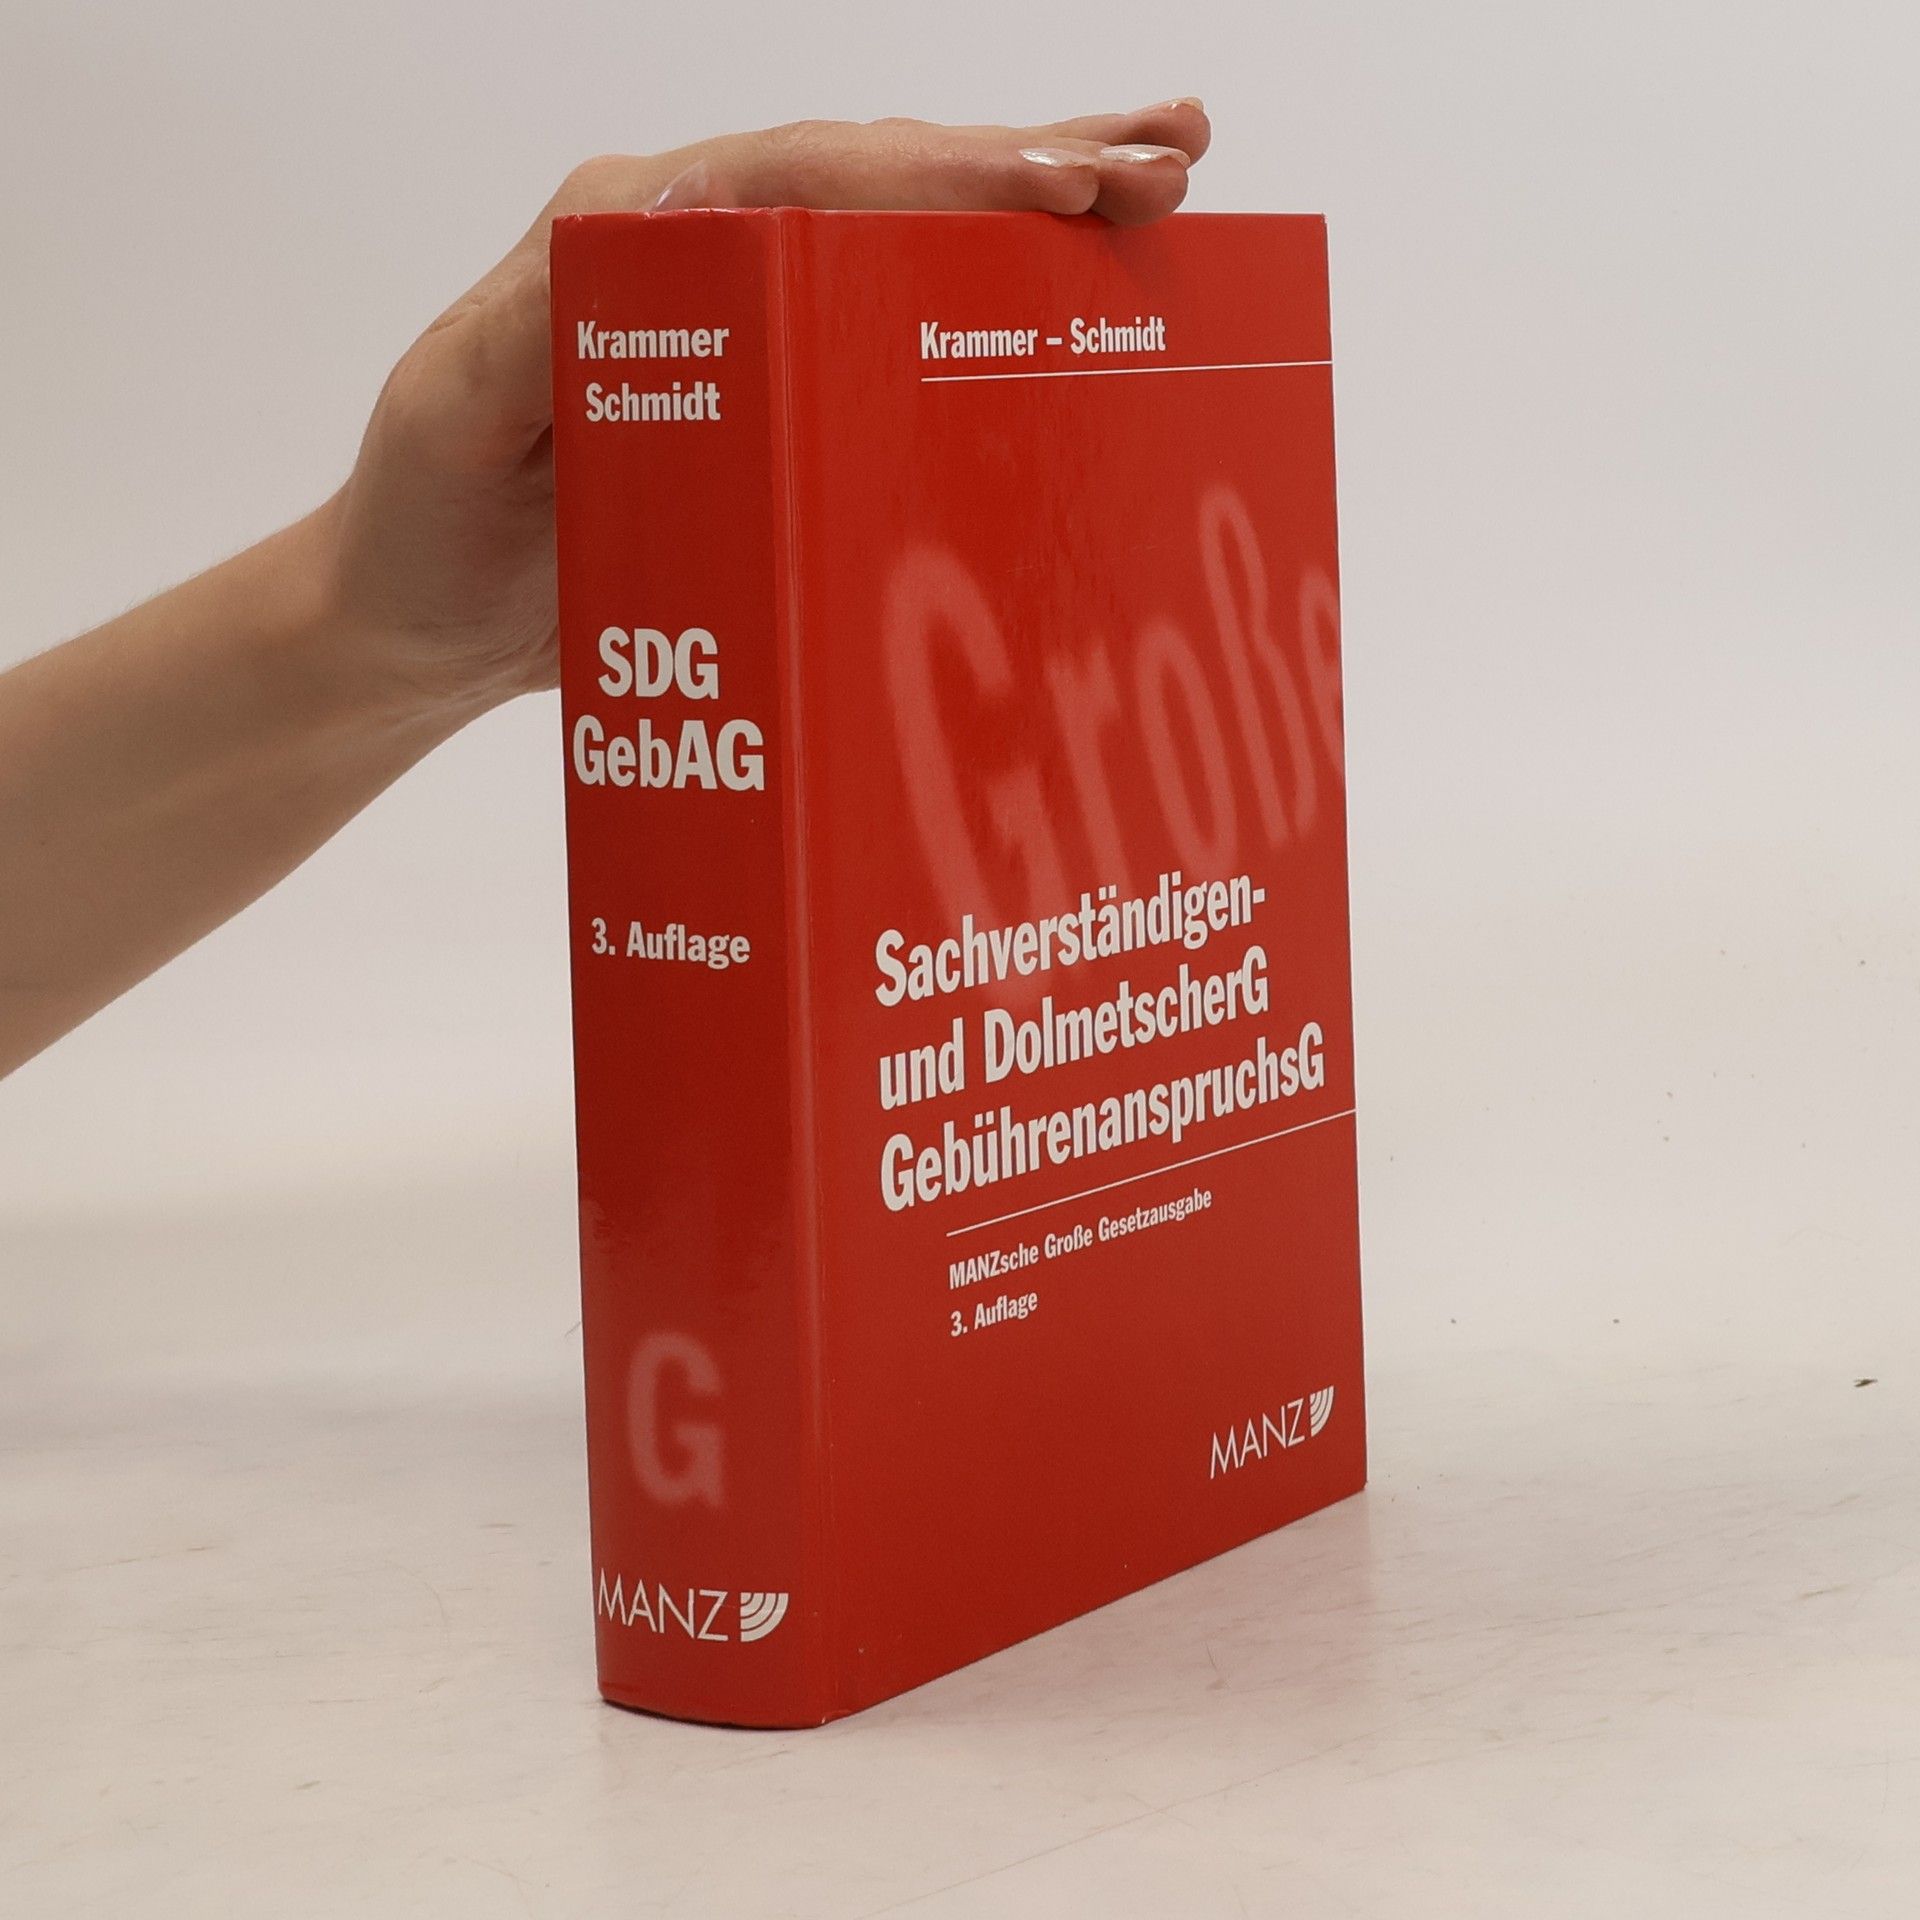 Krammer
Schmidt
SDG
GebAG
3. Auflage
G
MANZ
Krammer – Schmidt
Große
Sachverständigen-
und DolmetscherG
GebührenanspruchsG
MANZsche Große Gesetzausgabe
3. Auflage
MANZ